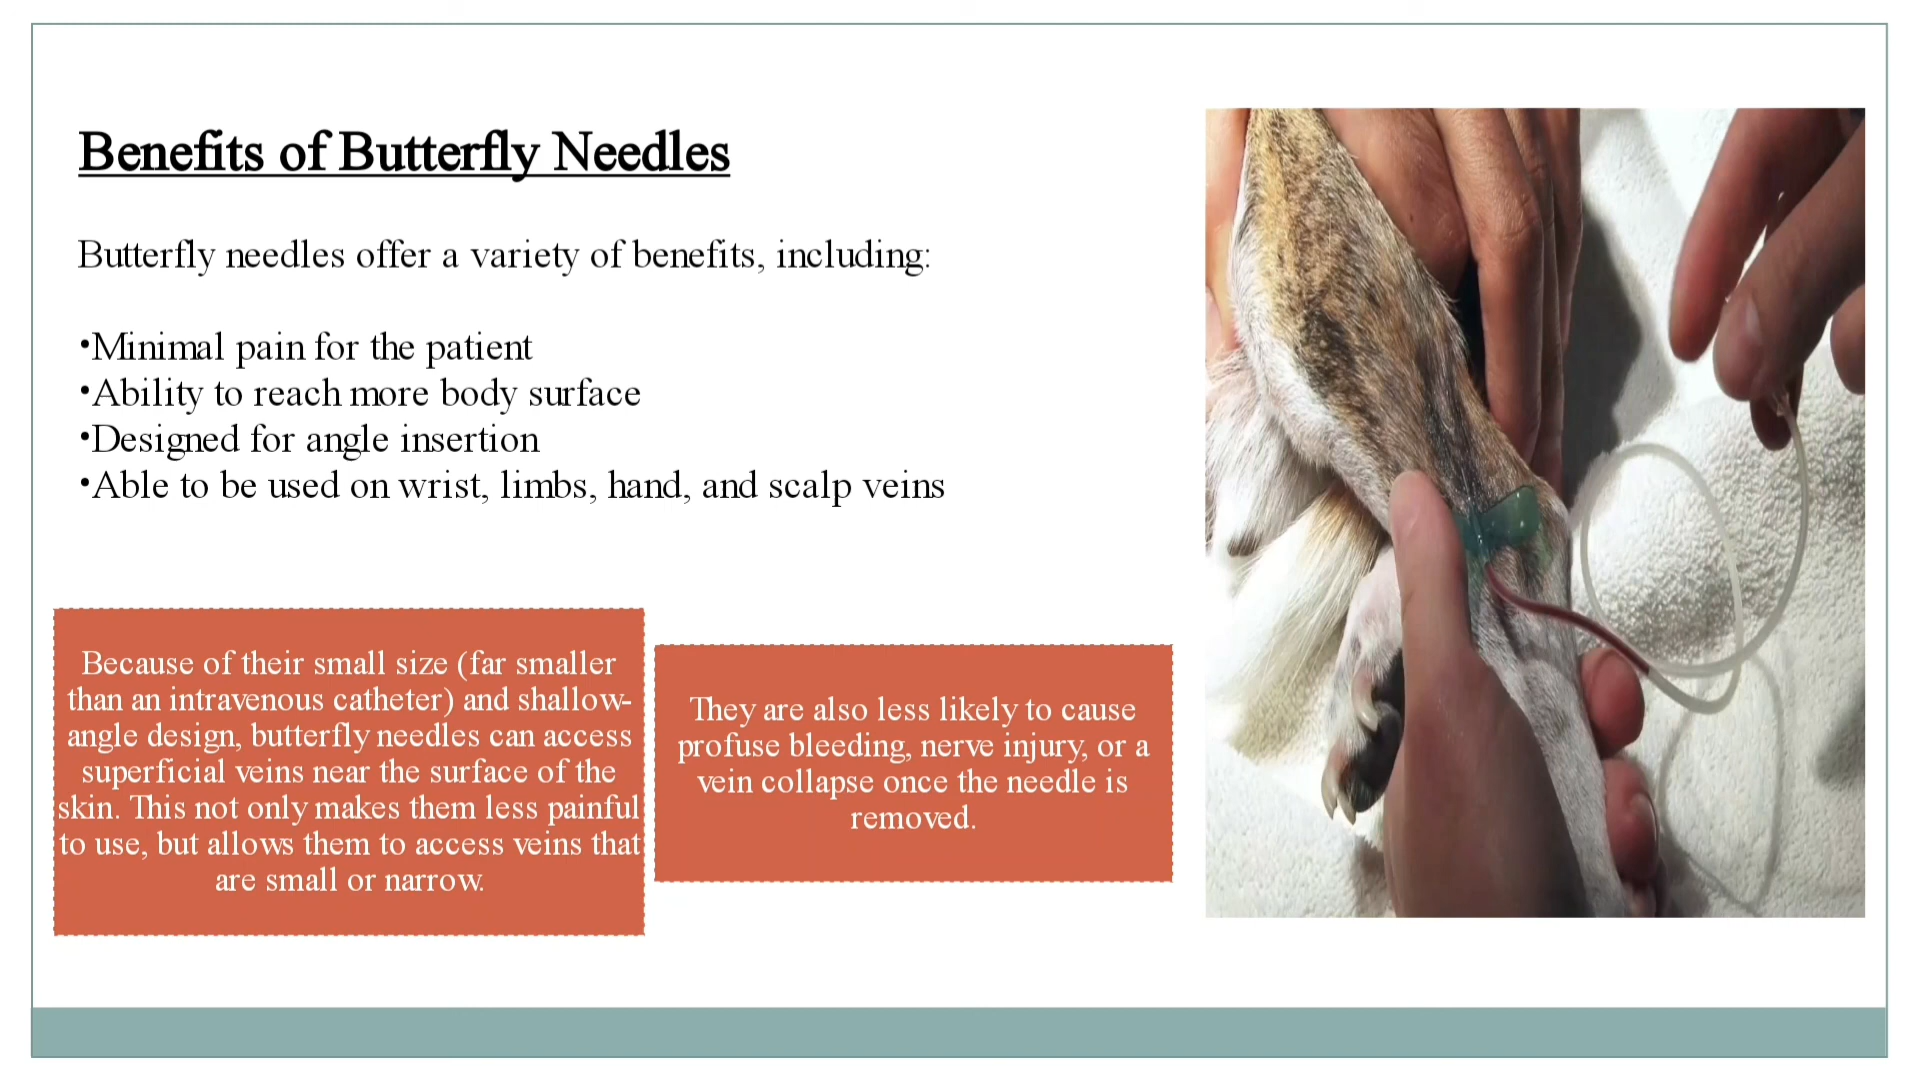 Benefits of Butterfly Needles
Butterfly needles offer a variety of benefits, including:
•Minimal pain for the patient
•Ability to reach more body surface
•Designed for angle insertion
•Able to be used on wrist, limbs, hand, and scalp veins
Because of their small size (far smaller
than an intravenous catheter) and shallow-
angle design, butterfly needles can access
superficial veins near the surface of the
skin. This not only makes them less painful
to use, but allows them to access veins that
are small or narrow.
They are also less likely to cause
profuse bleeding, nerve injury, or a
vein collapse once the needle is
removed.